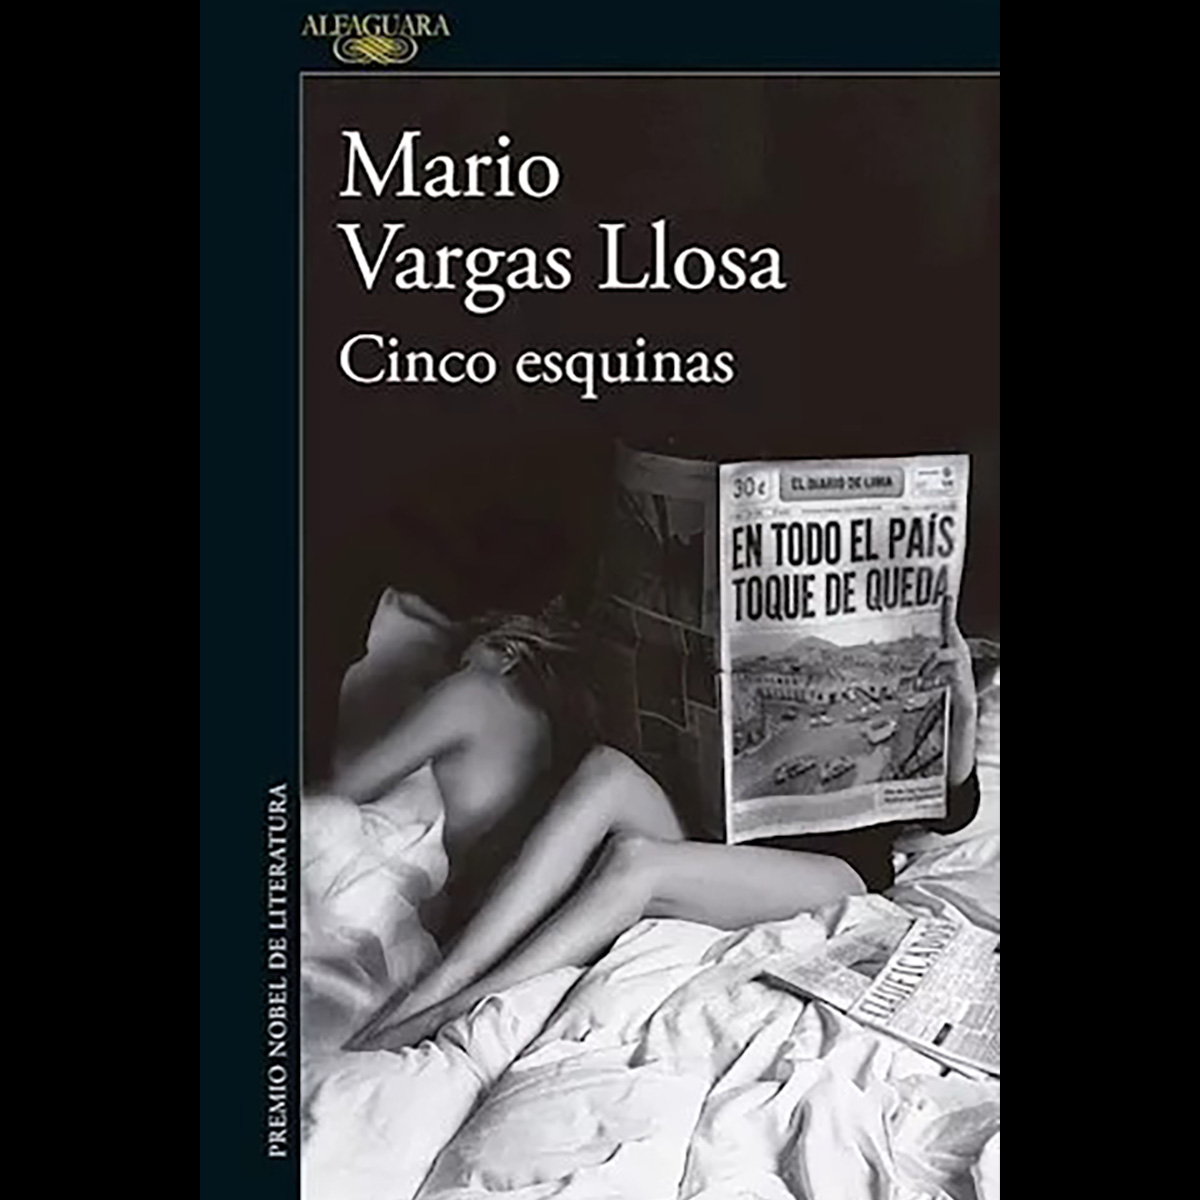 ALFAGUARA
Mario
Vargas Llosa
Cinco esquinas
30¢
EL DIARIO DE LIMA
EN TODO EL PAÍS
TOQUE DE QUEDA
CLASIFICADOS
PREMIO NOBEL DE LITERATURA